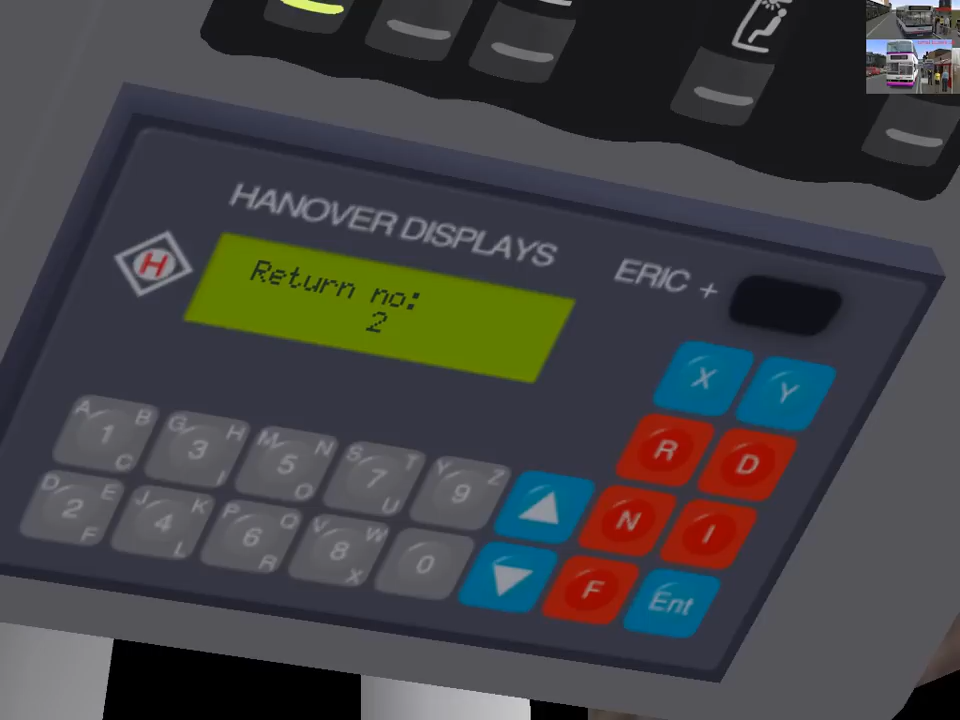 HANOVER DISPLAYS
ERIC +
H
Return no:
2
X Y
R D
N I
F Ent
A B 1 C
G H 3 I
M N 5 O
S T 7 U
Y Z 9
D E 2 F
J K 4 L
P Q 6 R
V W 8 X
0